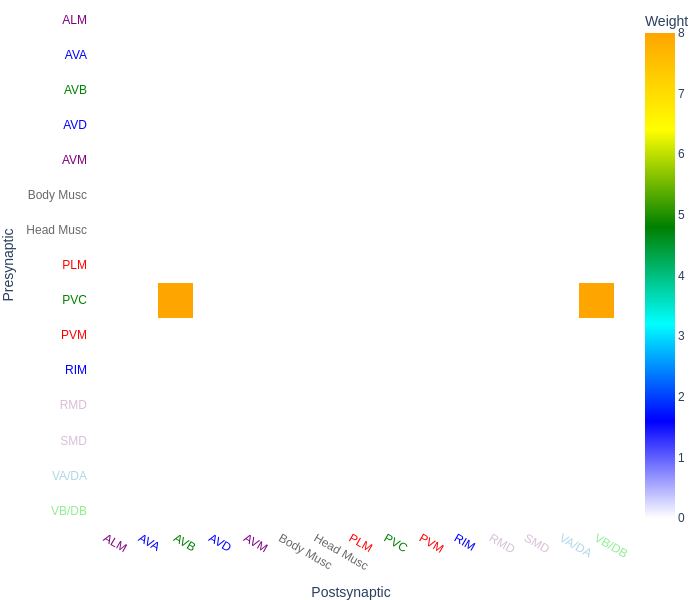 Weight
ALM
AVA
AVB
AVD
AVM
Body Musc
Head Musc
PLM
PVC
PVM
RIM
RMD
SMD
VA/DA
VB/DB
Presynaptic
8
7
6
5
4
3
2
1
0
ALM
AVA
AVB
AVD
AVM
Body Musc
Head Musc
PLM
PVC
PVM
RIM
RMD
SMD
VA/DA
VB/DB
Postsynaptic